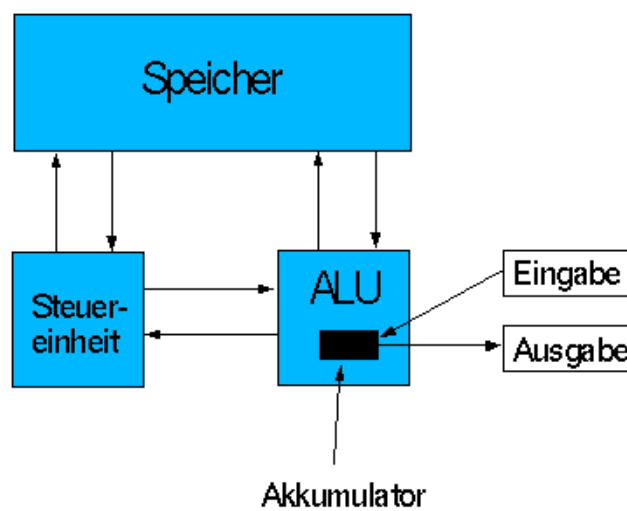 Speicher
Steuer-
einheit
ALU
Eingabe
Ausgabe
Akkumulator